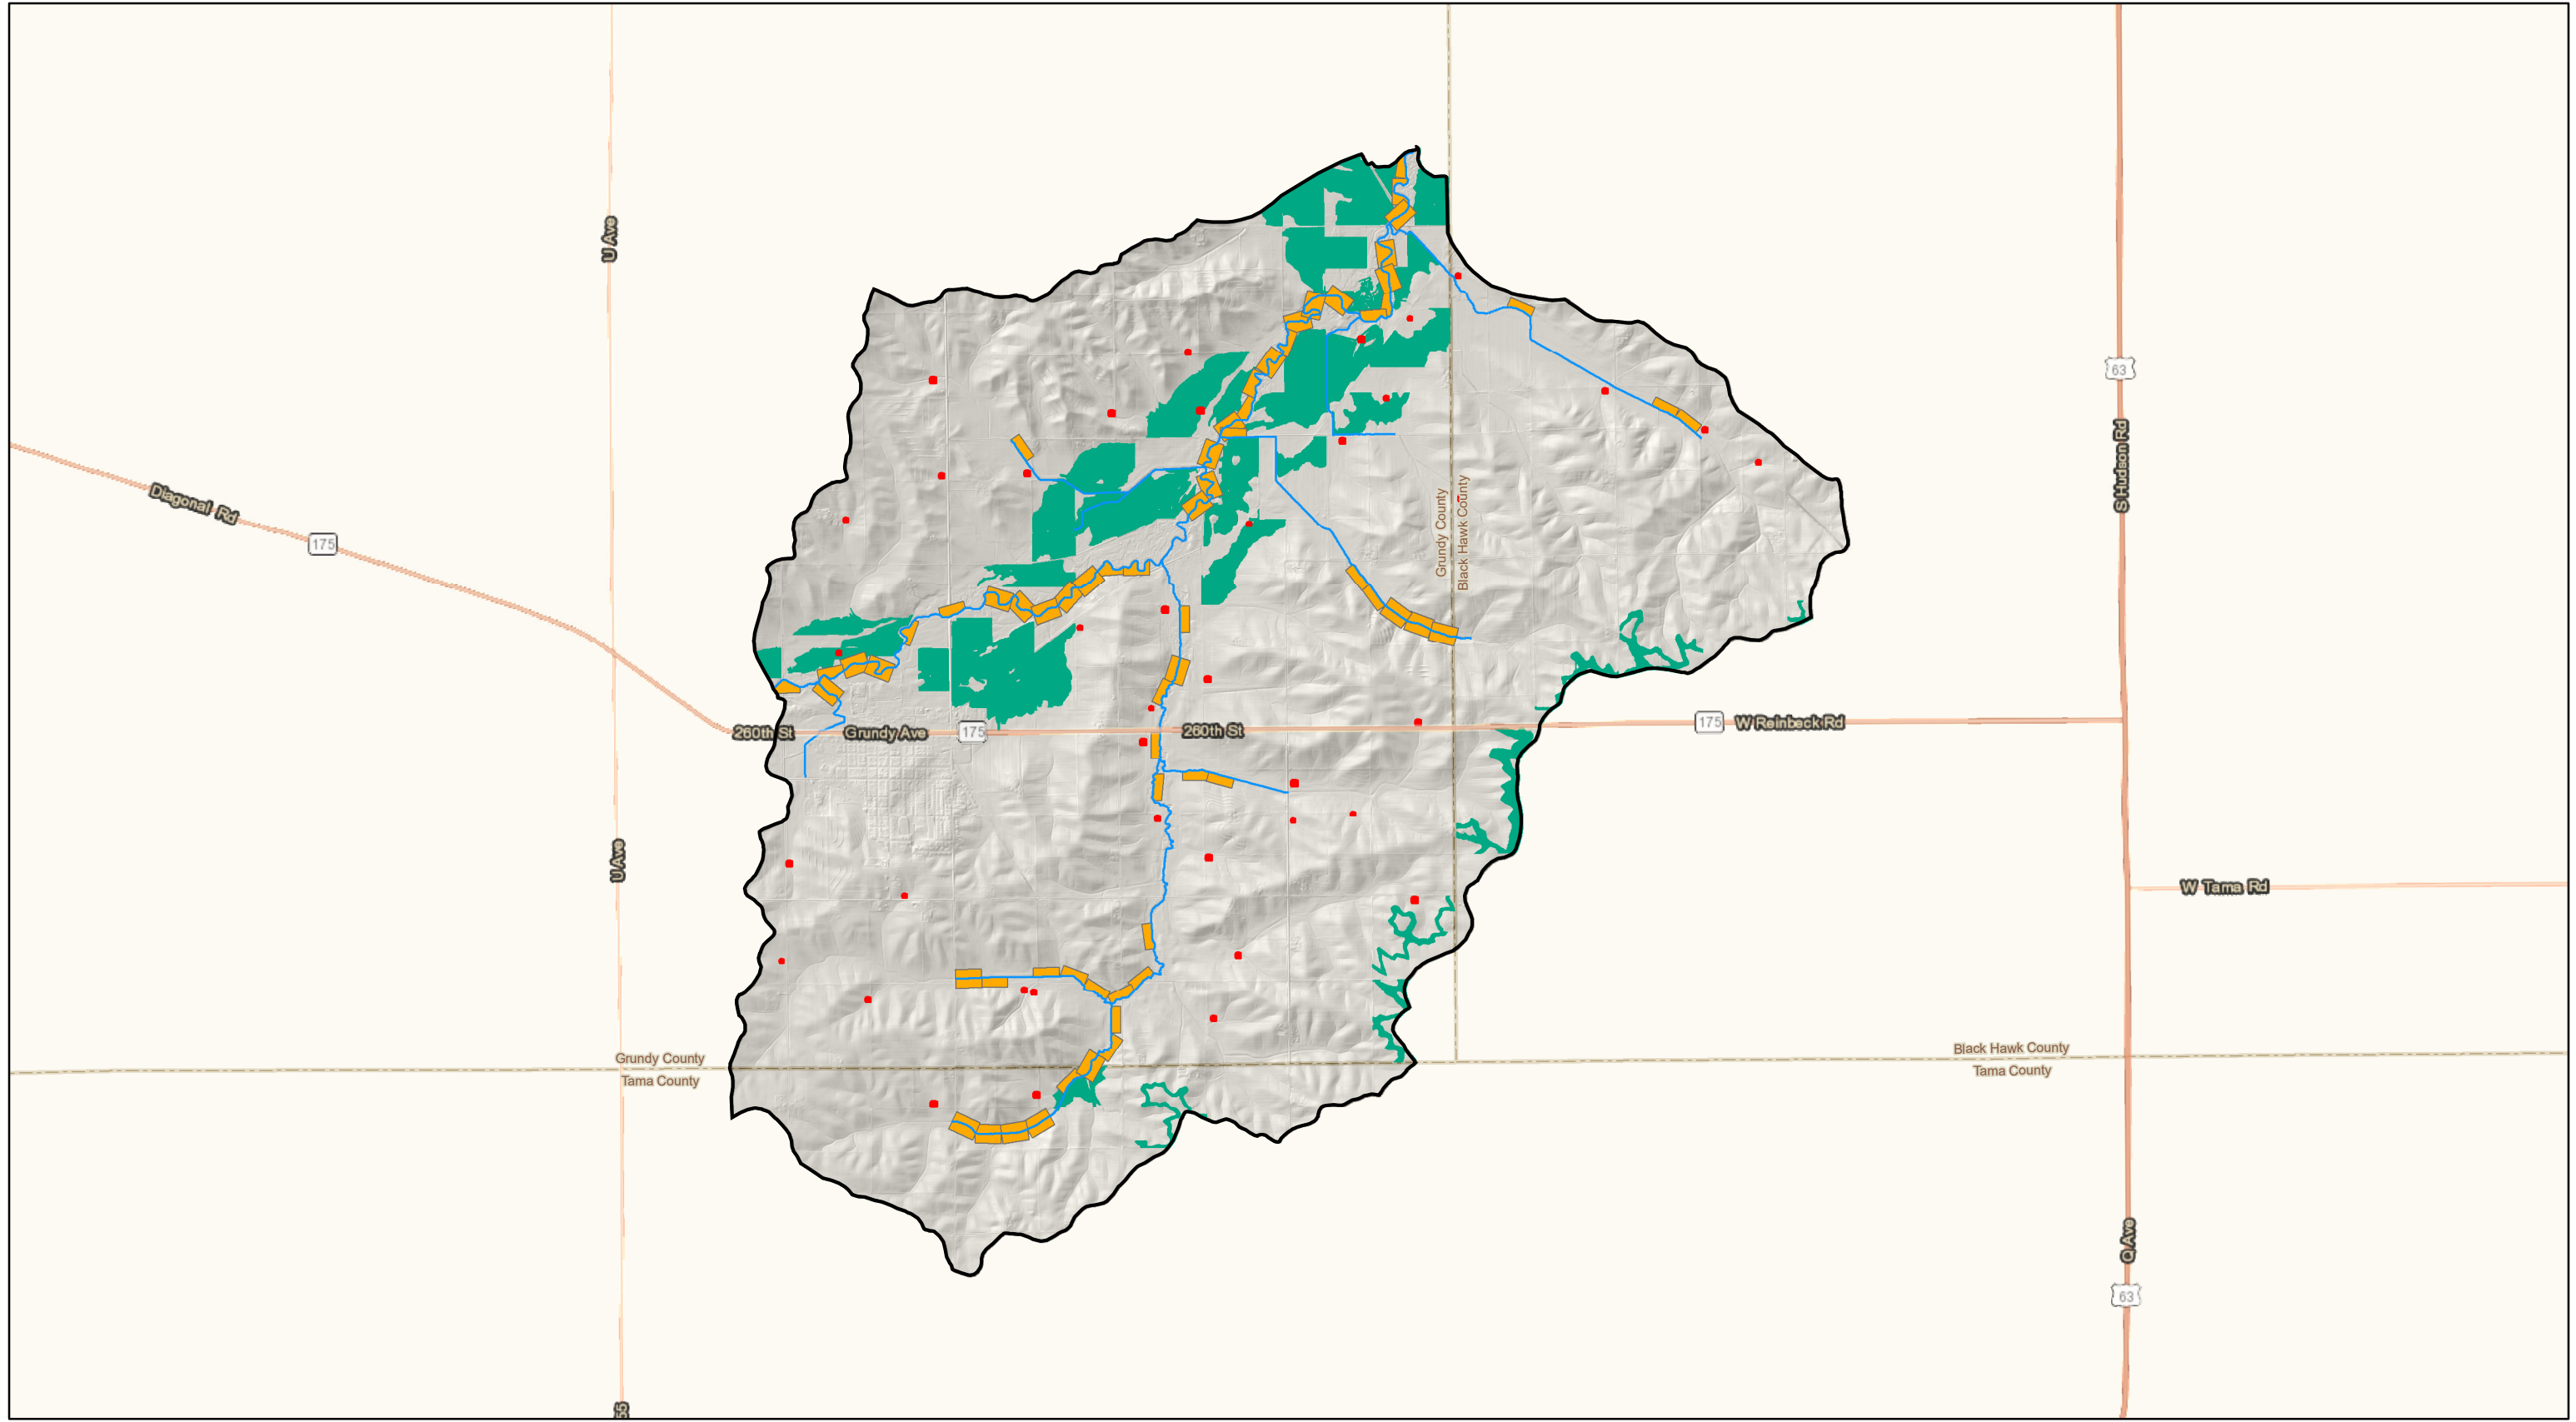 U Ave
63
S Hudson Rd
Diagonal Rd
175
Grundy County
Black Hawk County
260th St
Grundy Ave
175
260th St
175
W Reinbeck Rd
U Ave
W Tama Rd
Grundy County
Tama County
Black Hawk County
Tama County
Q Ave
63